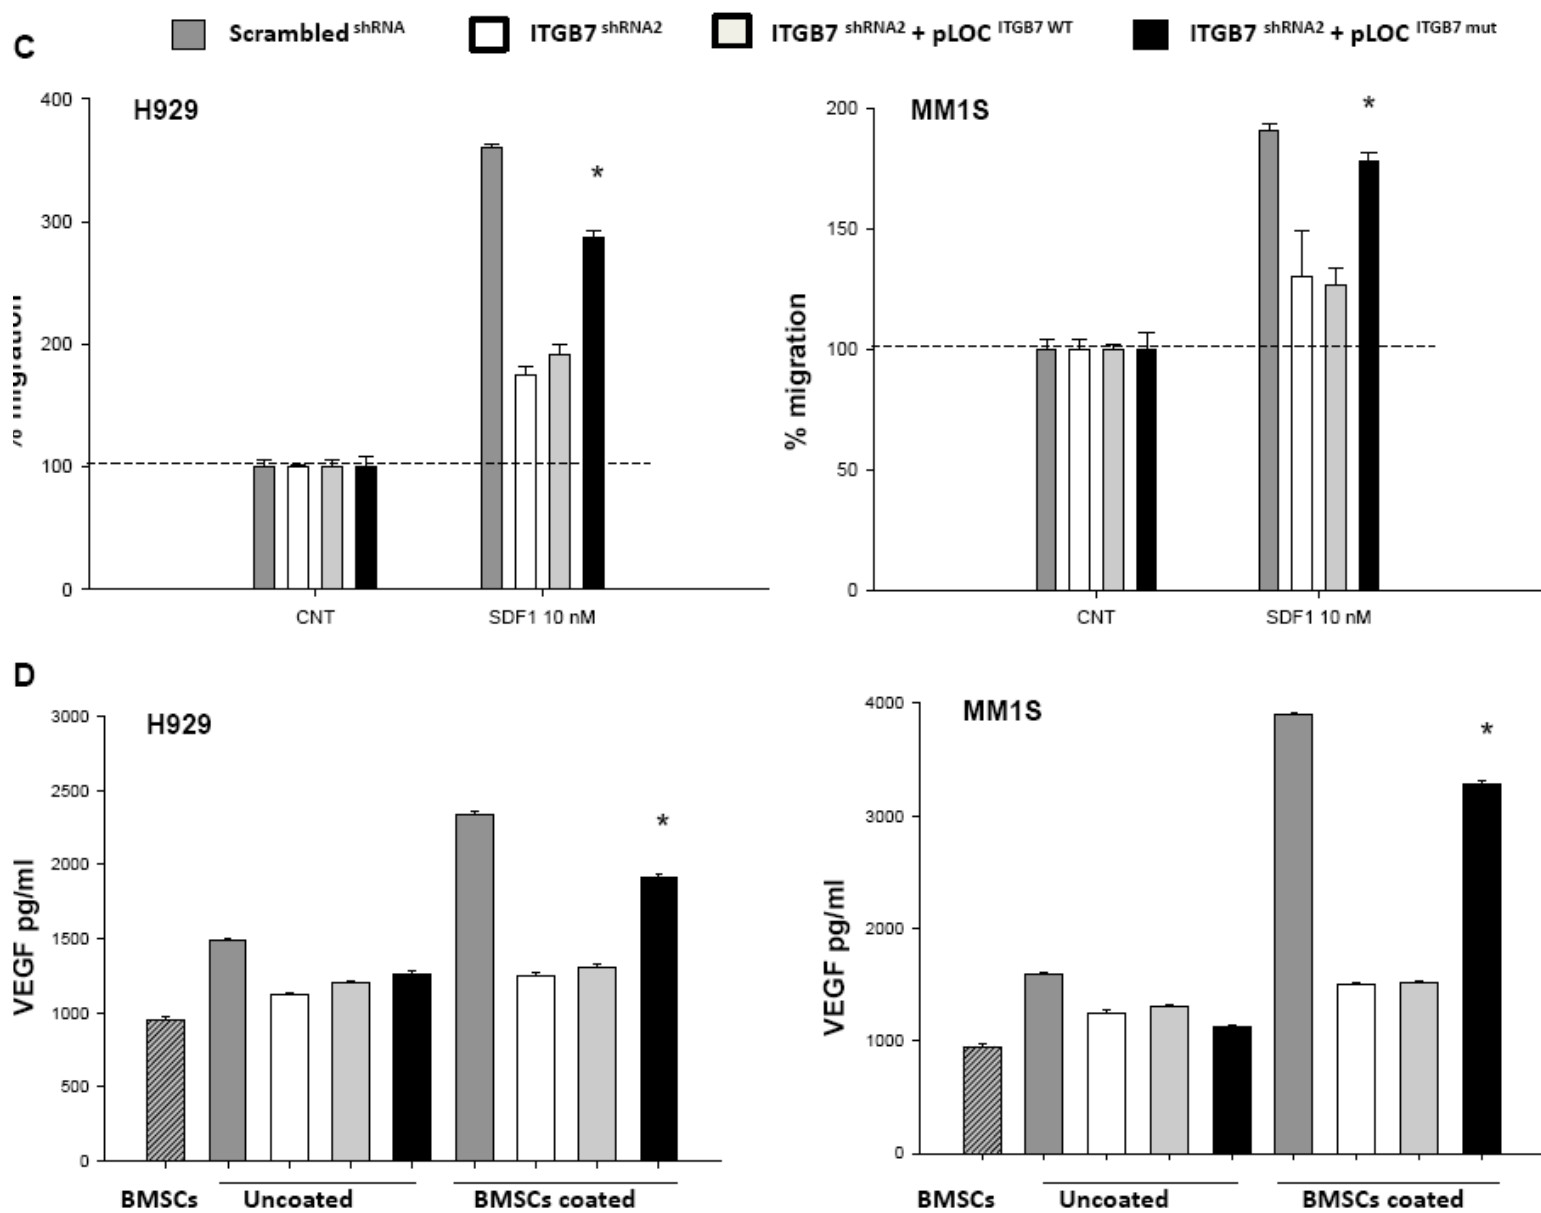 C
Scrambled shRNA
ITGB7 shRNA2
ITGB7 shRNA2 + pLOC ITGB7 WT
ITGB7 shRNA2 + pLOC ITGB7 mut
H929
% migration
400
300
200
100
0
*
CNT
SDF1 10 nM
MM1S
% migration
200
150
100
50
0
*
CNT
SDF1 10 nM
D
H929
VEGF pg/ml
3000
2500
2000
1500
1000
500
0
*
BMSCs
Uncoated
BMSCs coated
MM1S
VEGF pg/ml
4000
3000
2000
1000
0
*
BMSCs
Uncoated
BMSCs coated